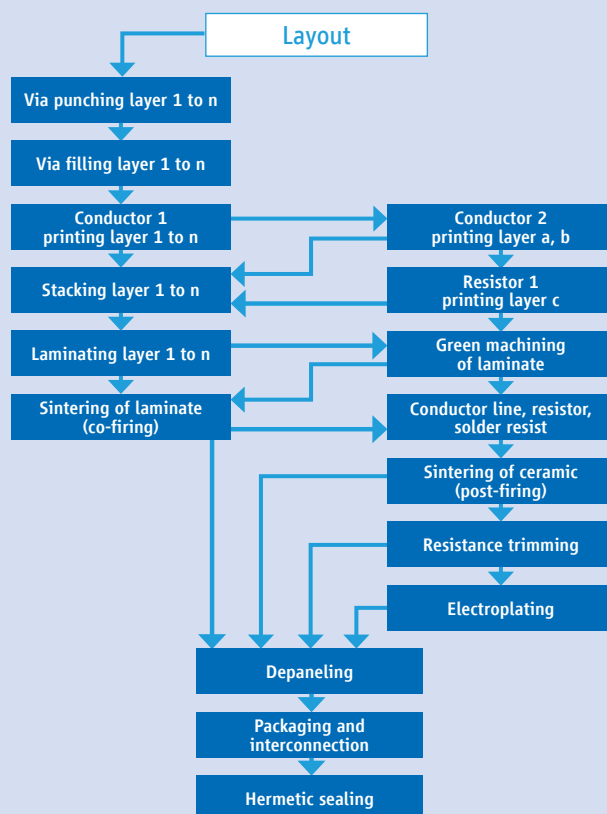 Layout
Via punching layer 1 to n
Via filling layer 1 to n
Conductor 1
printing layer 1 to n
Stacking layer 1 to n
Laminating layer 1 to n
Sintering of laminate
(co-firing)
Conductor 2
printing layer a, b
Resistor 1
printing layer c
Green machining
of laminate
Conductor line, resistor,
solder resist
Sintering of ceramic
(post-firing)
Resistance trimming
Electroplating
Depaneling
Packaging and
interconnection
Hermetic sealing